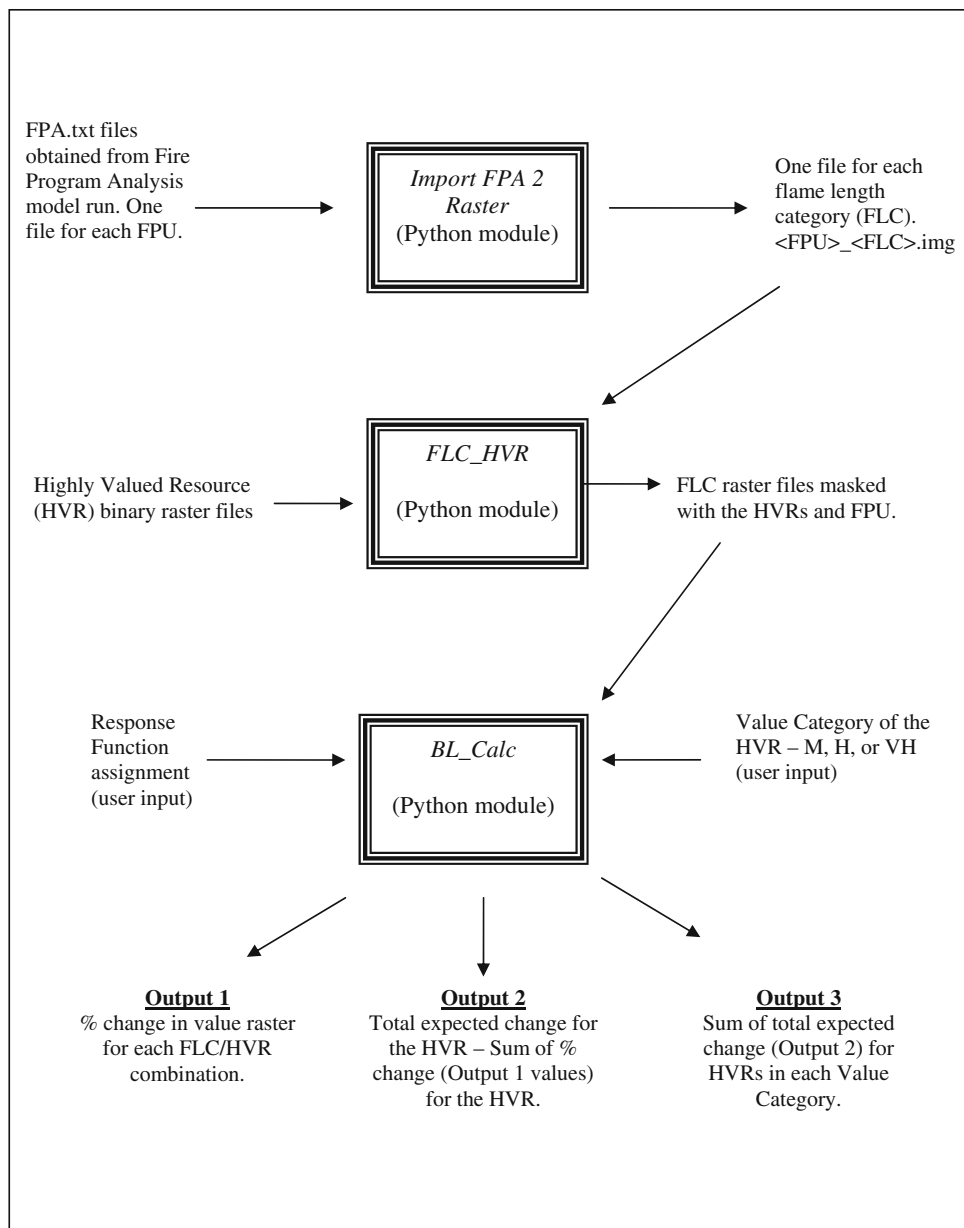 FPA.txt files
obtained from Fire
Program Analysis
model run. One
file for each FPU.
Import FPA 2
Raster
(Python module)
One file for each
flame length
category (FLC).
<FPU>_<FLC>.img
Highly Valued Resource
(HVR) binary raster files
FLC_HVR
(Python module)
FLC raster files masked
with the HVRs and FPU.
Response
Function
assignment
(user input)
BL_Calc
(Python module)
Value Category of the
HVR – M, H, or VH
(user input)
Output 1
% change in value raster
for each FLC/HVR
combination.
Output 2
Total expected change for
the HVR – Sum of %
change (Output 1 values)
for the HVR.
Output 3
Sum of total expected
change (Output 2) for
HVRs in each Value
Category.